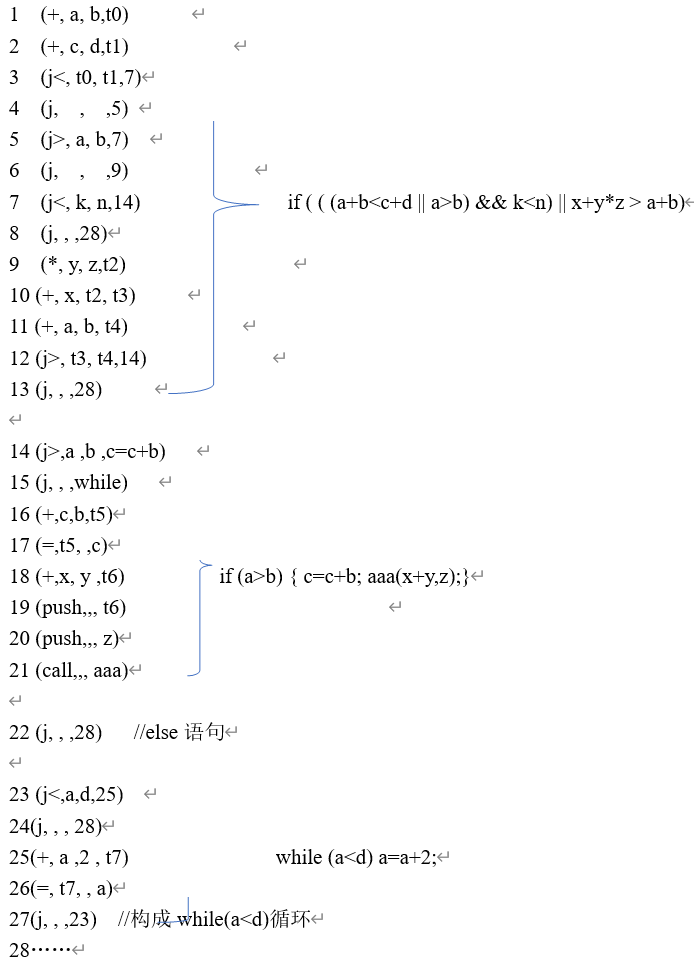 1 (+, a, b,t0)
2 (+, c, d,t1)
3 (j<, t0, t1,7)
4 (j, , ,5)
5 (j>, a, b,7)
6 (j, , ,9)
7 (j<, k, n,14) if ( ( (a+b<c+d || a>b) && k<n) || x+y*z > a+b)
8 (j, , ,28)
9 (*, y, z,t2)
10 (+, x, t2, t3)
11 (+, a, b, t4)
12 (j>, t3, t4,14)
13 (j, , ,28)
14 (j>,a ,b ,c=c+b)
15 (j, , ,while)
16 (+,c,b,t5)
17 (=,t5, ,c)
18 (+,x, y ,t6) if (a>b) { c=c+b; aaa(x+y,z);}
19 (push,,, t6)
20 (push,,, z)
21 (call,,, aaa)
22 (j, , ,28) //else 语句
23 (j<,a,d,25)
24(j, , , 28)
25(+, a ,2 , t7) while (a<d) a=a+2;
26(=, t7, , a)
27(j, , ,23) //构成 while(a<d)循环
28……